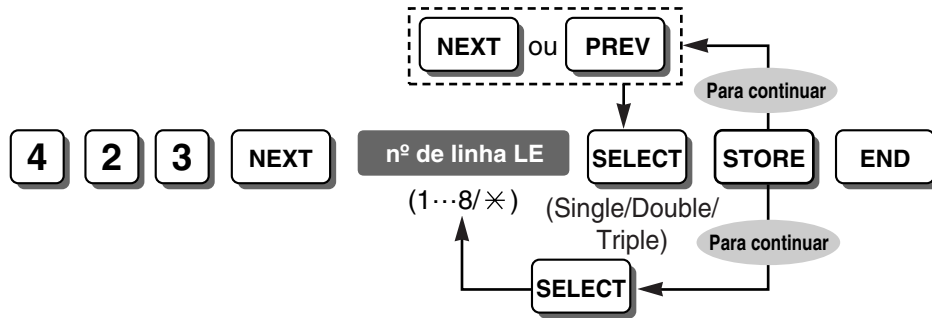 NEXT ou PREV
Para continuar
4 2 3 NEXT nº de linha LE SELECT STORE END
(1···8/✳) (Single/Double/
Triple) Para continuar
SELECT